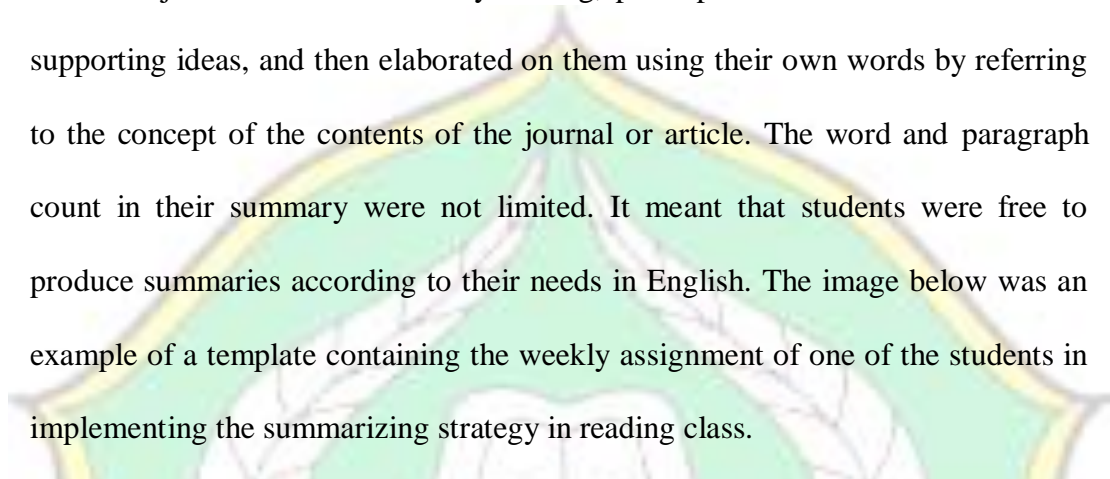 supporting ideas, and then elaborated on them using their own words by referring
to the concept of the contents of the journal or article. The word and paragraph
count in their summary were not limited. It meant that students were free to
produce summaries according to their needs in English. The image below was an
example of a template containing the weekly assignment of one of the students in
implementing the summarizing strategy in reading class.